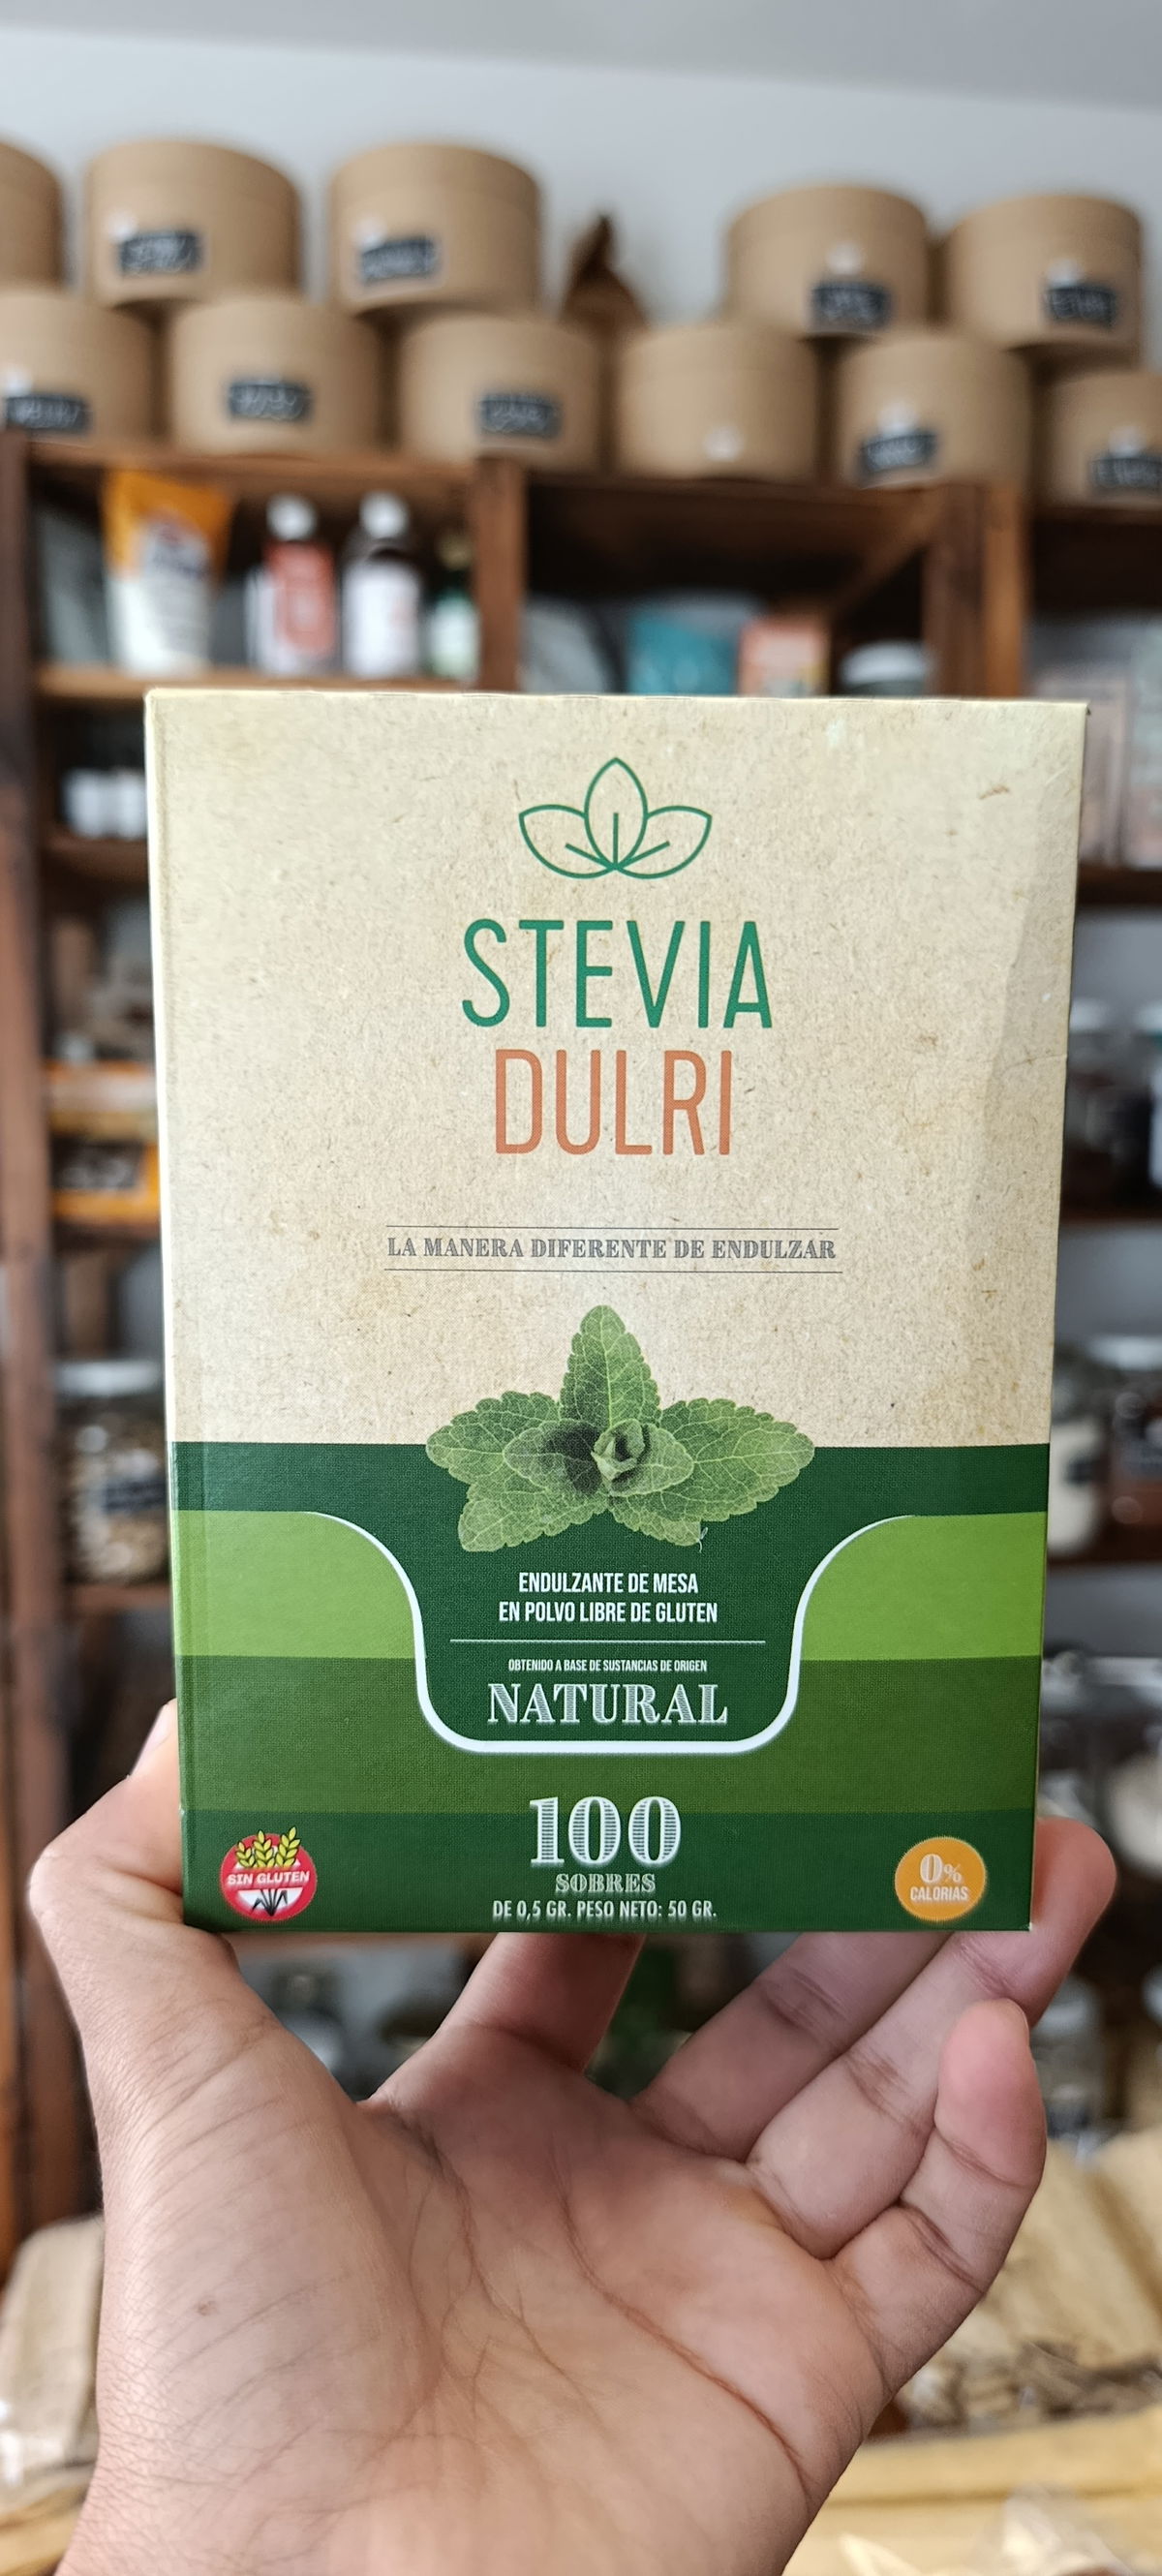 STEVIA
DULRI
LA MANERA DIFERENTE DE ENDULZAR
ENDULZANTE DE MESA
EN POLVO LIBRE DE GLUTEN
OBTENIDO A BASE DE SUSTANCIAS DE ORIGEN
NATURAL
100
SOBRES
DE 0,5 GR. PESO NETO: 50 GR.
SIN GLUTEN
0%
CALORIAS